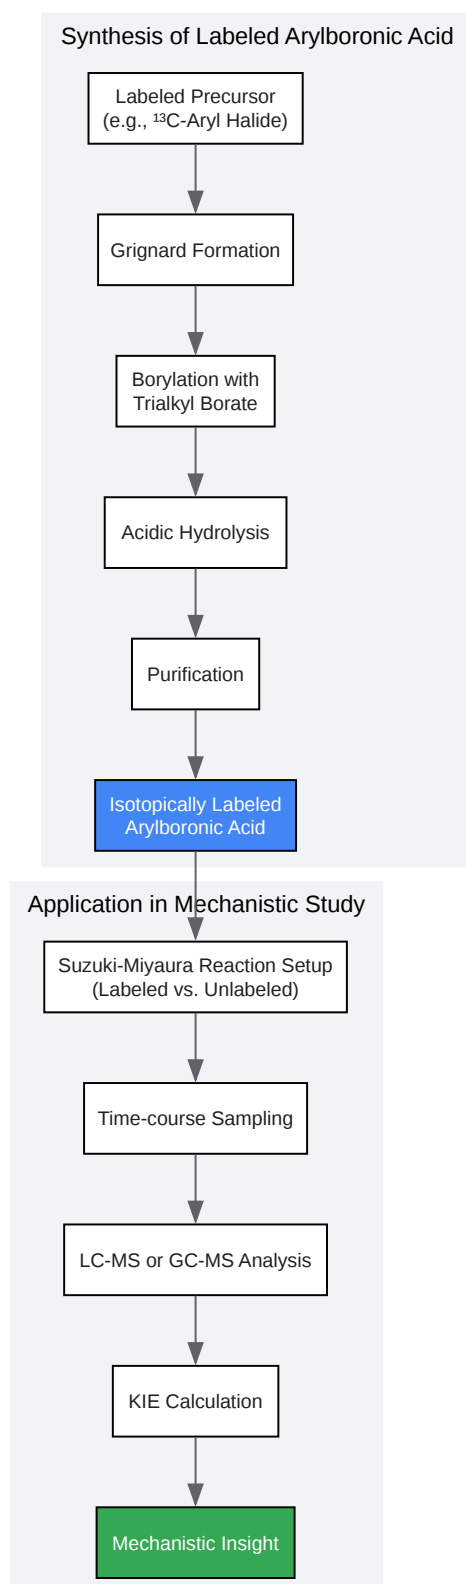 Synthesis of Labeled Arylboronic Acid
Labeled Precursor
(e.g., ¹³C-Aryl Halide)
Grignard Formation
Borylation with
Trialkyl Borate
Acidic Hydrolysis
Purification
Isotopically Labeled
Arylboronic Acid
Application in Mechanistic Study
Suzuki-Miyaura Reaction Setup
(Labeled vs. Unlabeled)
Time-course Sampling
LC-MS or GC-MS Analysis
KIE Calculation
Mechanistic Insight